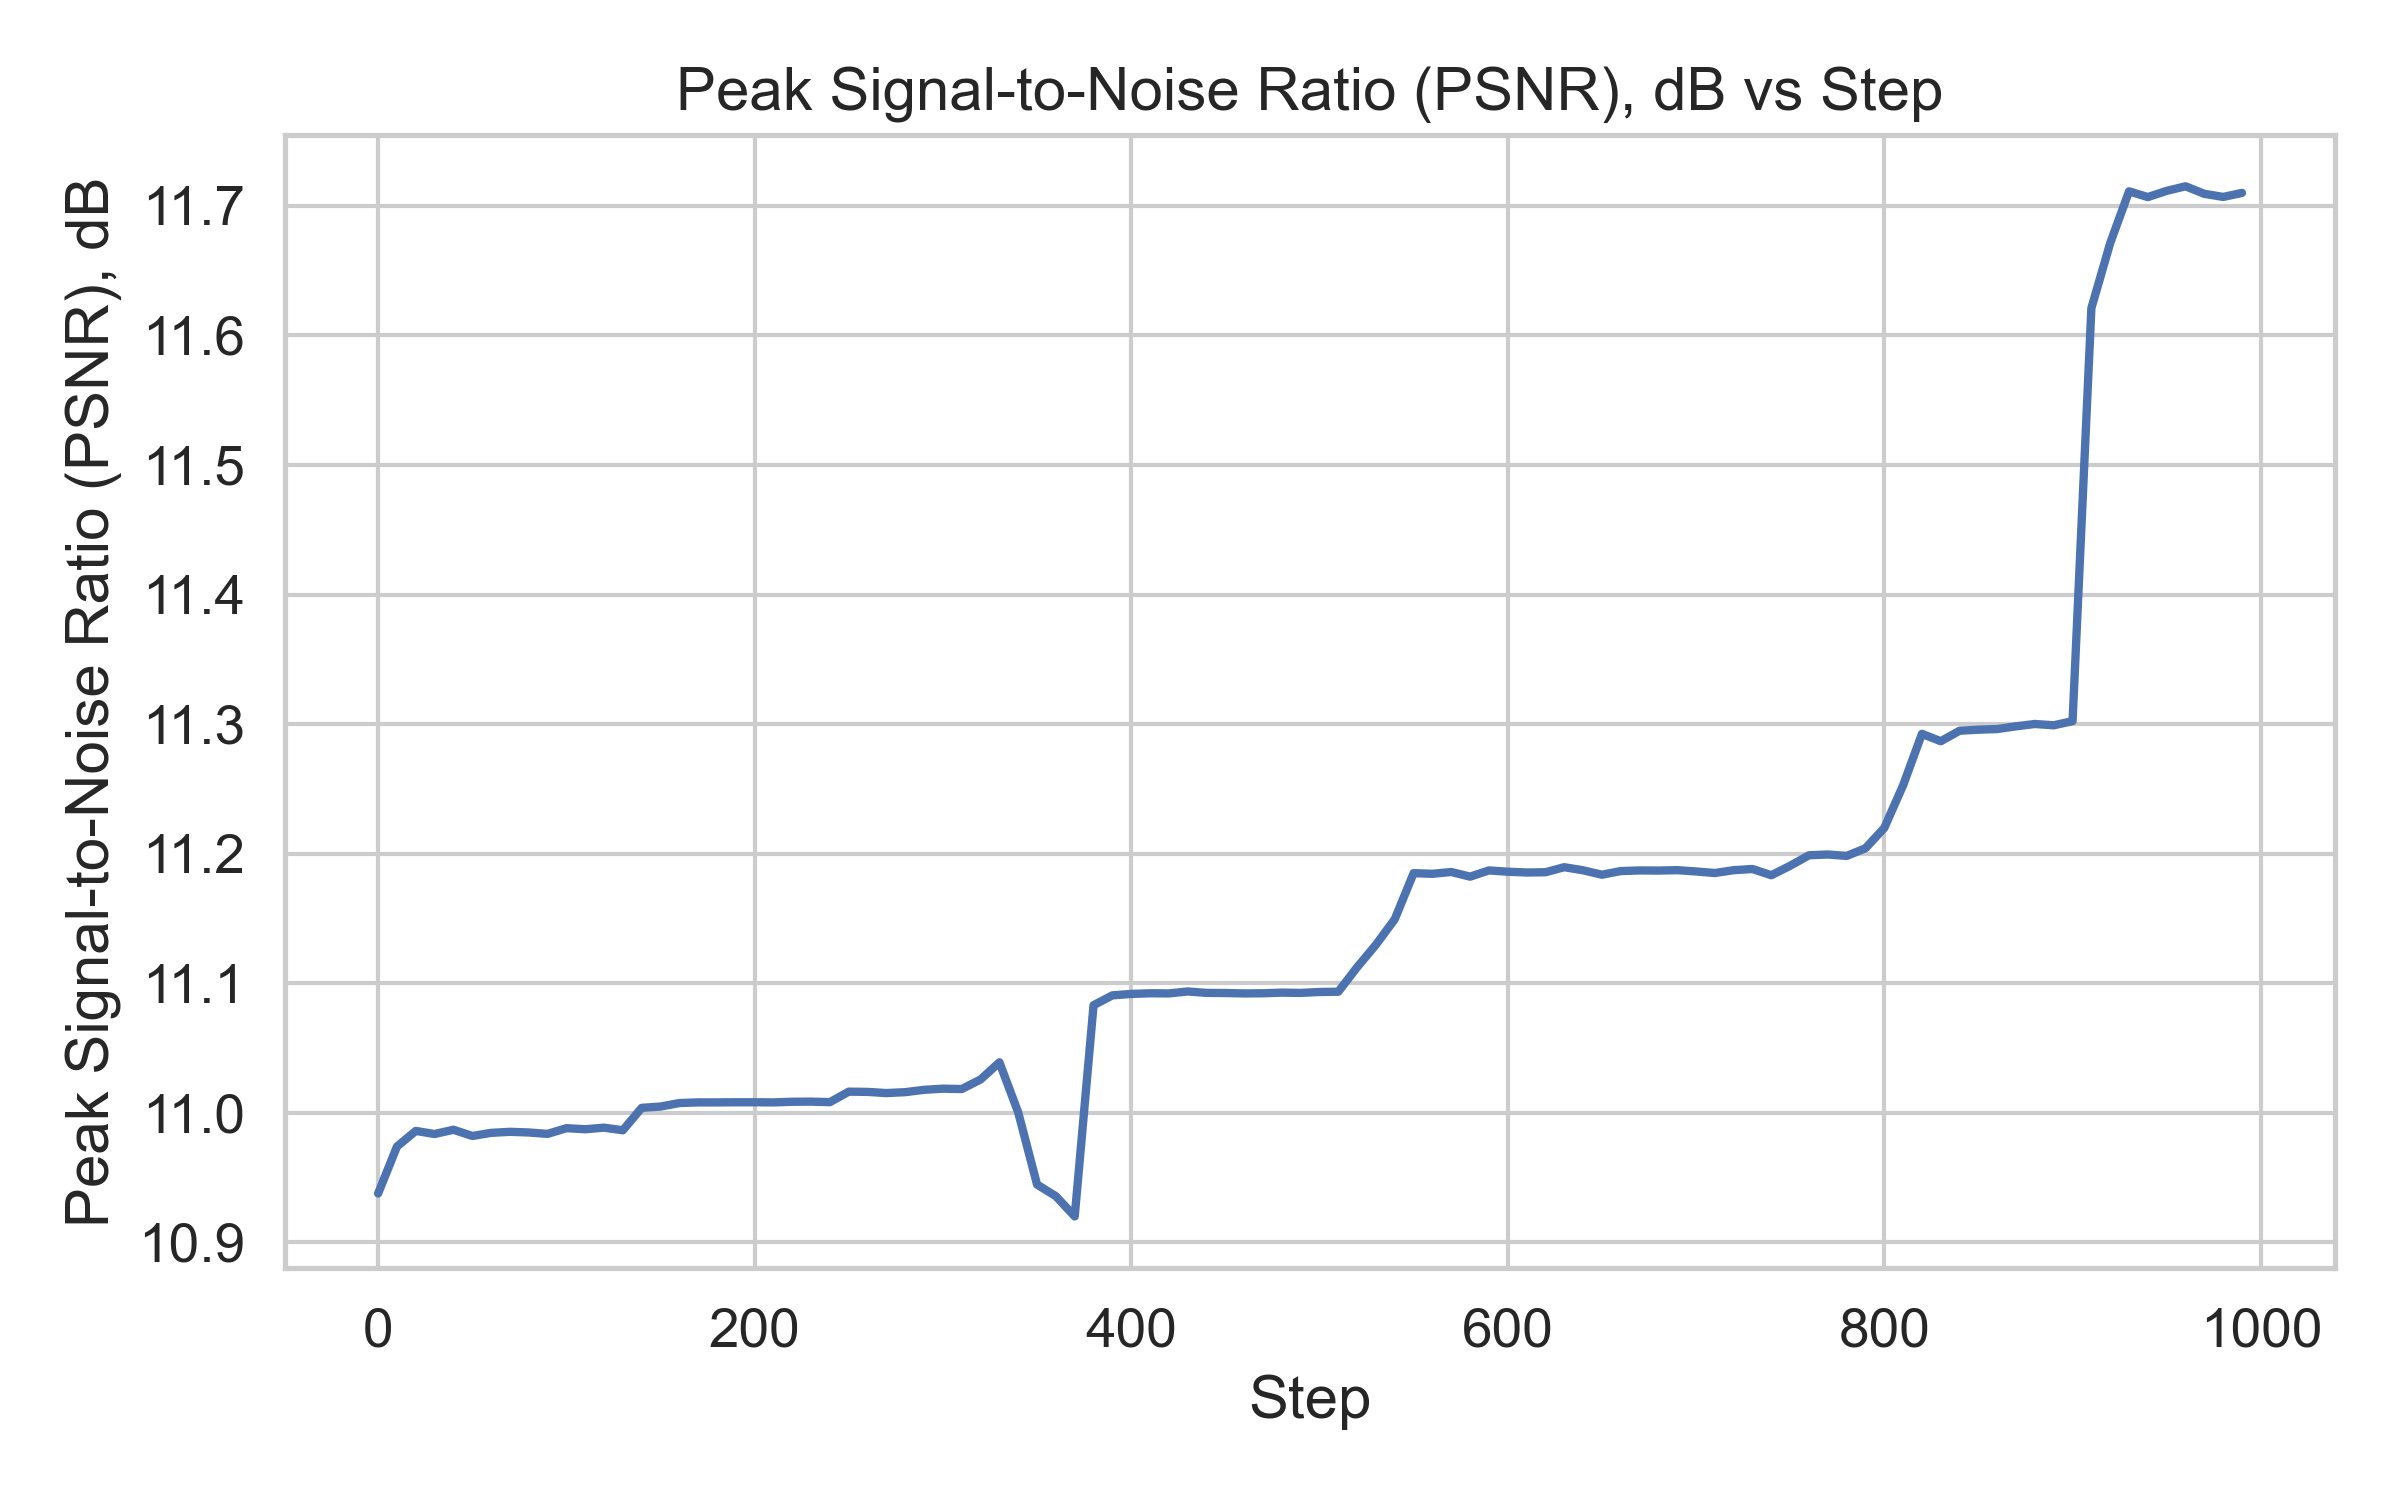 Peak Signal-to-Noise Ratio (PSNR), dB vs Step
Peak Signal-to-Noise Ratio (PSNR), dB
11.7
11.6
11.5
11.4
11.3
11.2
11.1
11.0
10.9
0 200 400 600 800 1000
Step